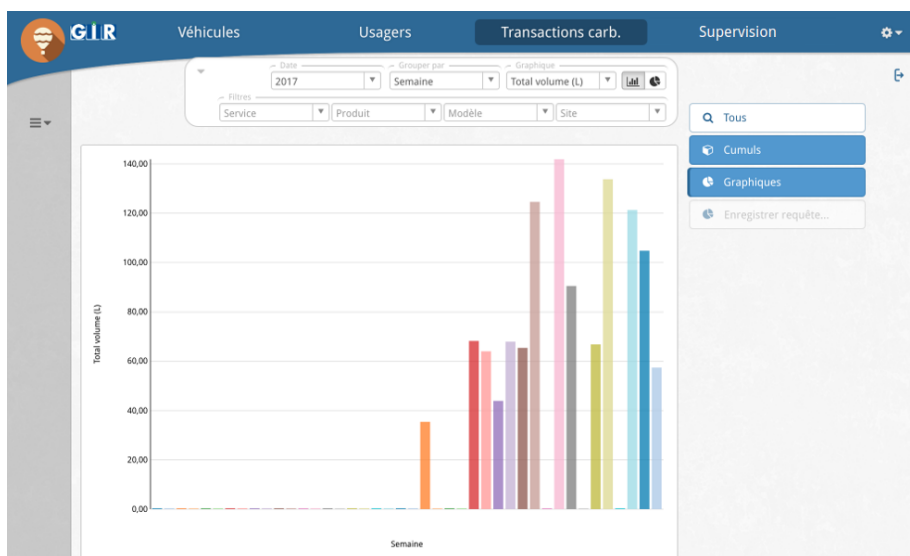 GIR
Véhicules
Usagers
Transactions carb.
Supervision
Date
Grouper par
Graphique
2017
Semaine
Total volume (L)
Filtres
Service
Produit
Modèle
Site
Tous
Cumuls
Graphiques
Enregistrer requête...
140,00
120,00
100,00
80,00
60,00
40,00
20,00
0,00
Total volume (L)
Semaine